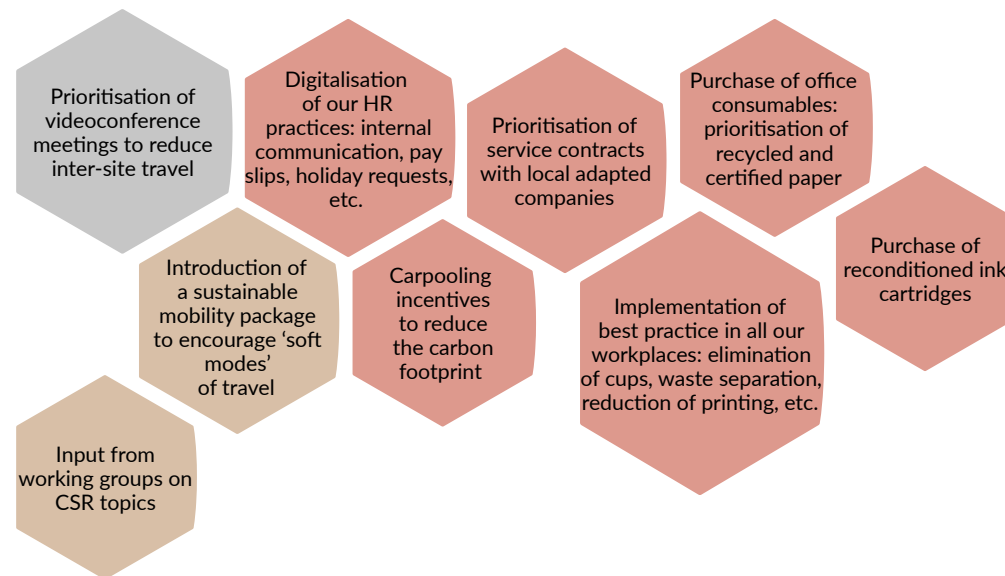 Prioritisation of
videoconference
meetings to reduce
inter-site travel
Digitalisation
of our HR
practices: internal
communication, pay
slips, holiday requests,
etc.
Prioritisation of
service contracts
with local adapted
companies
Purchase of office
consumables:
prioritisation of
recycled and
certified paper
Purchase of
reconditioned ink
cartridges
Introduction of
a sustainable
mobility package
to encourage ‘soft
modes’
of travel
Carpooling
incentives
to reduce
the carbon
footprint
Implementation of
best practice in all our
workplaces: elimination
of cups, waste separation,
reduction of printing, etc.
Input from
working groups on
CSR topics